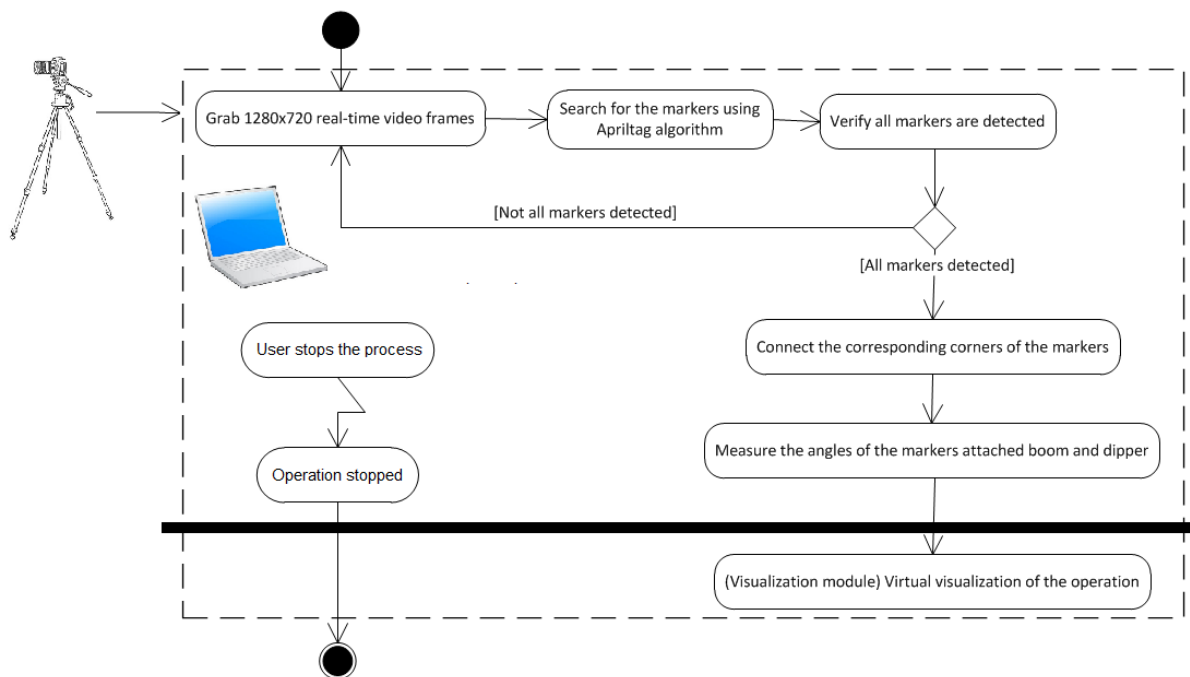 Grab 1280x720 real-time video frames
Search for the markers using
Apriltag algorithm
Verify all markers are detected
[Not all markers detected]
[All markers detected]
User stops the process
Connect the corresponding corners of the markers
Measure the angles of the markers attached boom and dipper
Operation stopped
(Visualization module) Virtual visualization of the operation